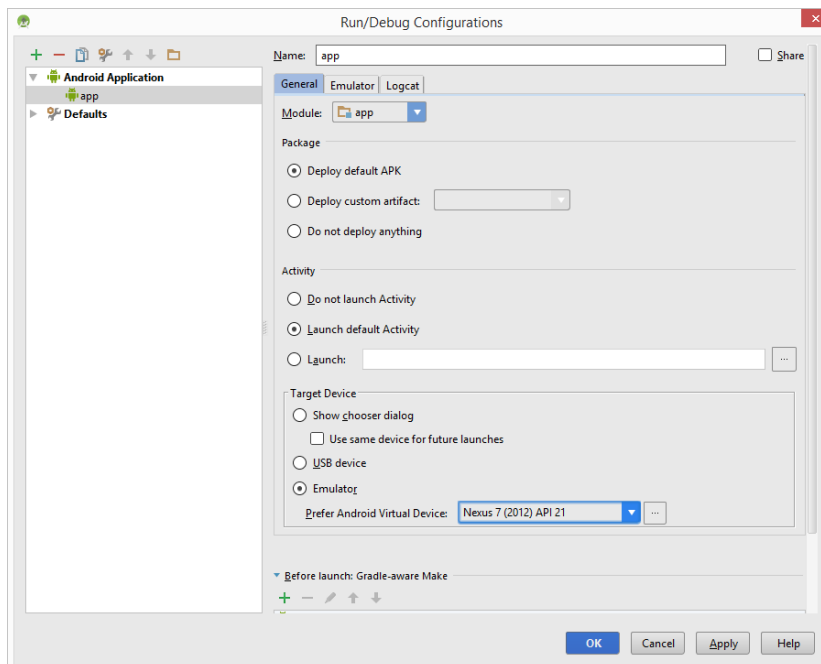 Run/Debug Configurations
Name: app Share
Android Application
app
Defaults
General Emulator Logcat
Module: app
Package
Deploy default APK
Deploy custom artifact:
Do not deploy anything
Activity
Do not launch Activity
Launch default Activity
Launch: ...
Target Device
Show chooser dialog
Use same device for future launches
USB device
Emulator
Prefer Android Virtual Device: Nexus 7 (2012) API 21 ...
Before launch: Gradle-aware Make
OK Cancel Apply Help